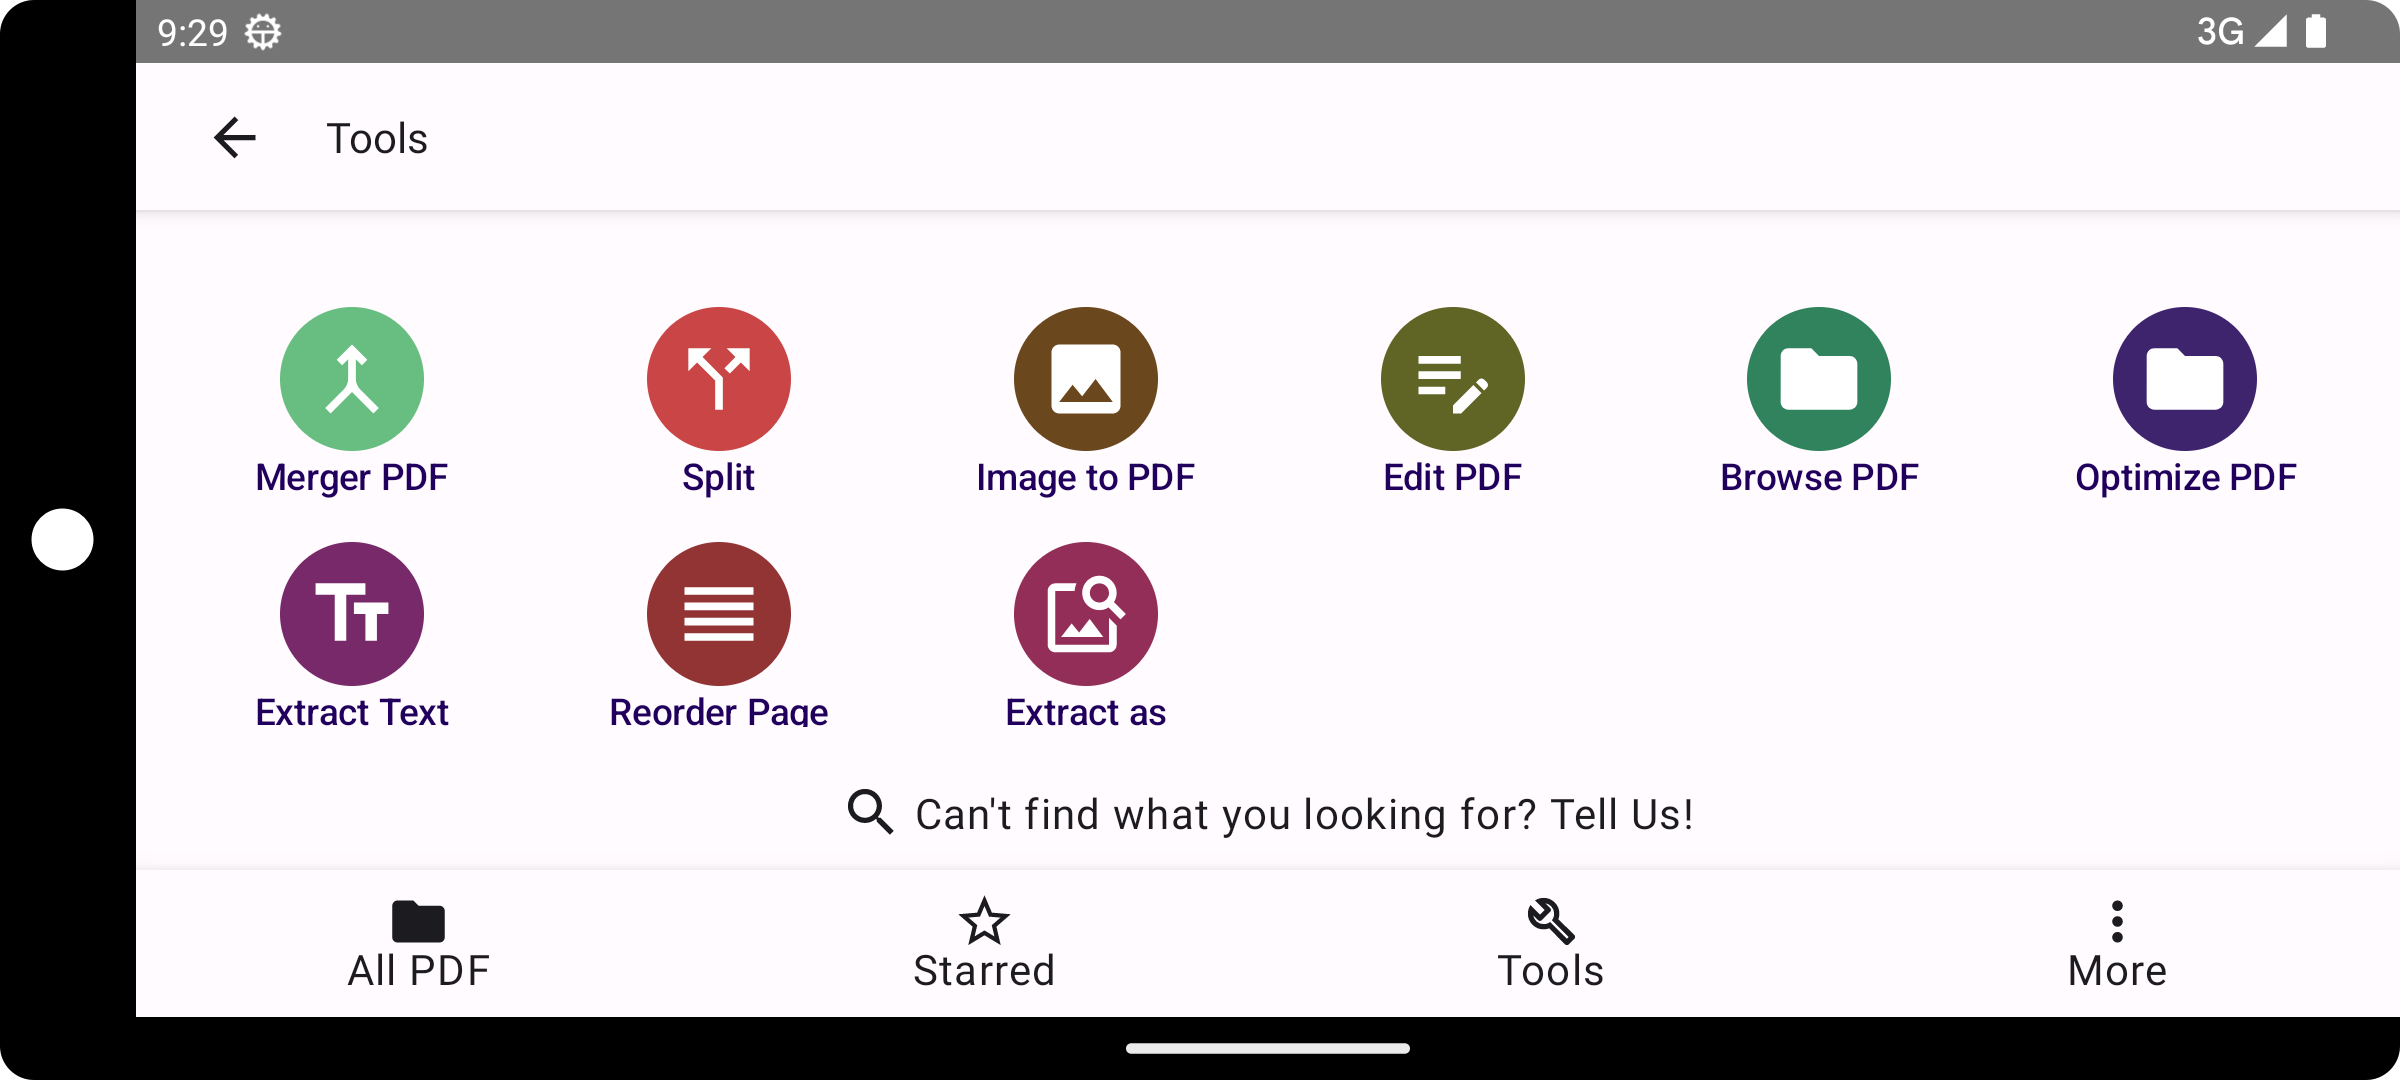 9:29
3G
Tools
Merger PDF
Split
Image to PDF
Edit PDF
Browse PDF
Optimize PDF
Extract Text
Reorder Page
Extract as
Can't find what you looking for? Tell Us!
All PDF
Starred
Tools
More